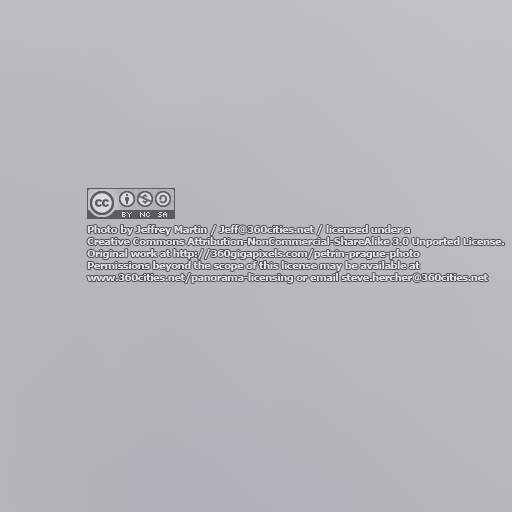 cc
BY NC SA
Photo by Jeffrey Martin / Jeff@360cities.net / licensed under a
Creative Commons Attribution-NonCommercial-ShareAlike 3.0 Unported License.
Original work at http://360gigapixels.com/petrin-prague-photo
Permissions beyond the scope of this license may be available at
www.360cities.net/panorama-licensing or email steve.hercher@360cities.net